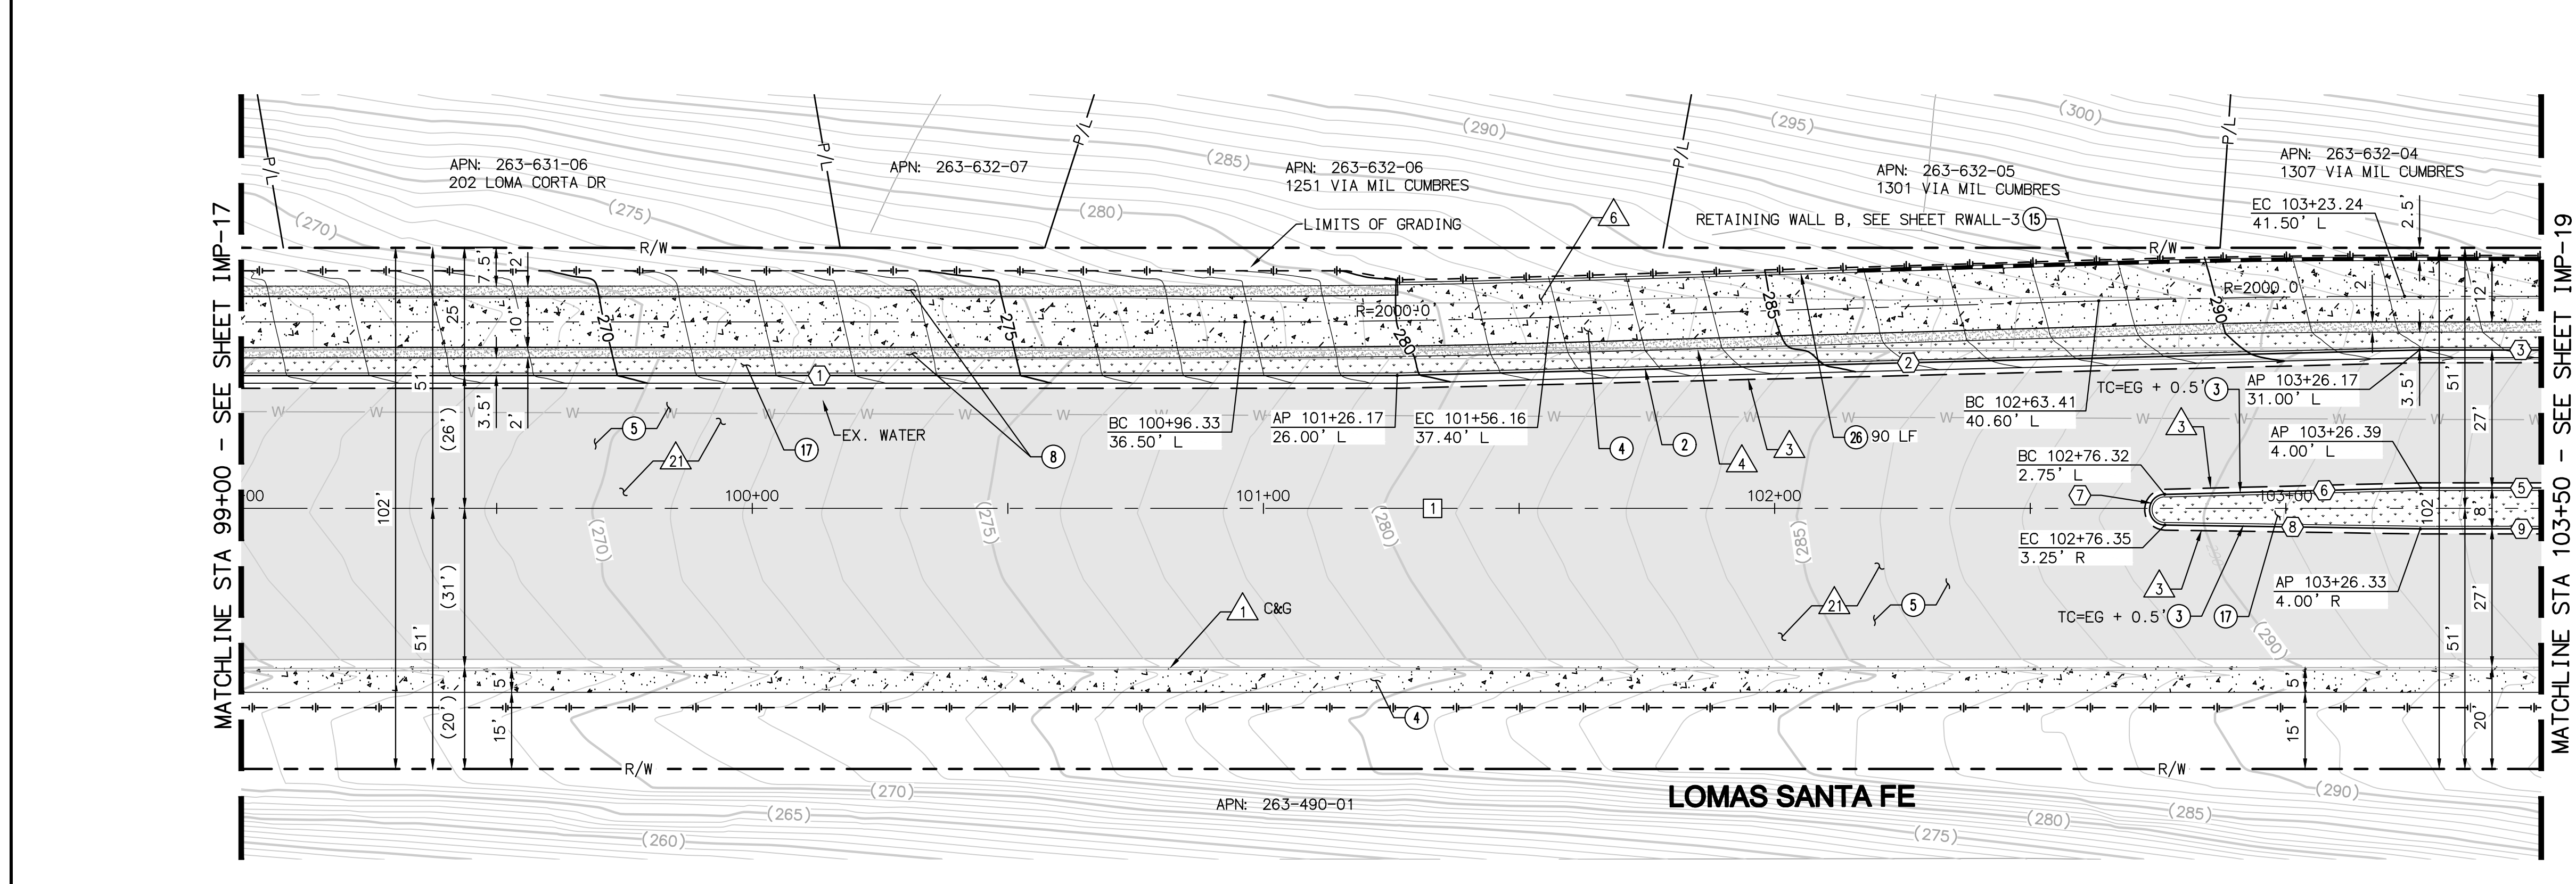 MATCHLINE STA 99+00 - SEE SHEET IMP-17
P/L
P/L
P/L
P/L
P/L
APN: 263-631-06
202 LOMA CORTA DR
APN: 263-632-07
APN: 263-632-06
1251 VIA MIL CUMBRES
APN: 263-632-05
1301 VIA MIL CUMBRES
APN: 263-632-04
1307 VIA MIL CUMBRES
(270)
(275)
(280)
(285)
(290)
(295)
(300)
R/W
R/W
LIMITS OF GRADING
6
RETAINING WALL B, SEE SHEET RWALL-3 15
EC 103+23.24
41.50' L
2.5'
7.5'
2'
25
10'
51'
3.5'
2'
(26')
102'
270
275
280
285
290
R=2000.0'
R=2000.0'
2
12'
1
2
3
W W W W W W W W W W W
W W W W W W W W W
EX. WATER
5
21
17
8
BC 100+96.33
36.50' L
AP 101+26.17
26.00' L
EC 101+56.16
37.40' L
4
2
4
3
26 90 LF
BC 102+63.41
40.60' L
TC=EG + 0.5' 3
AP 103+26.17
31.00' L
3.5'
51'
27'
3
AP 103+26.39
4.00' L
BC 102+76.32
2.75' L
+00
100+00
101+00
1
102+00
103+00
7
6
5
8
9
102'
8'
EC 102+76.35
3.25' R
3
TC=EG + 0.5' 3
17
AP 103+26.33
4.00' R
27'
51'
(270)
(275)
(280)
(285)
(290)
(31')
51'
1 C&G
21
5
5'
(20')
15'
4
5'
15'
20'
R/W
R/W
LOMAS SANTA FE
APN: 263-490-01
(270)
(265)
(260)
(275)
(280)
(285)
(290)
MATCHLINE STA 103+50 - SEE SHEET IMP-19